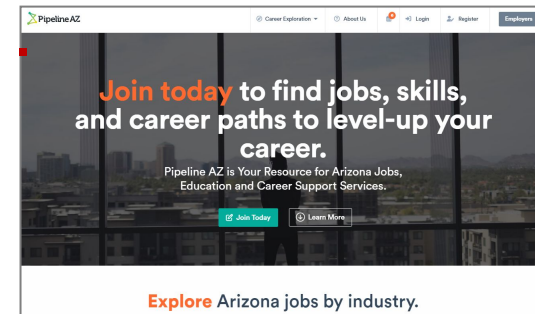 Pipeline AZ
Career Exploration
About Us
Login
Register
Employers
Join today to find jobs, skills,
and career paths to level-up your
career.
Pipeline AZ is Your Resource for Arizona Jobs,
Education and Career Support Services.
Join Today
Learn More
Explore Arizona jobs by industry.